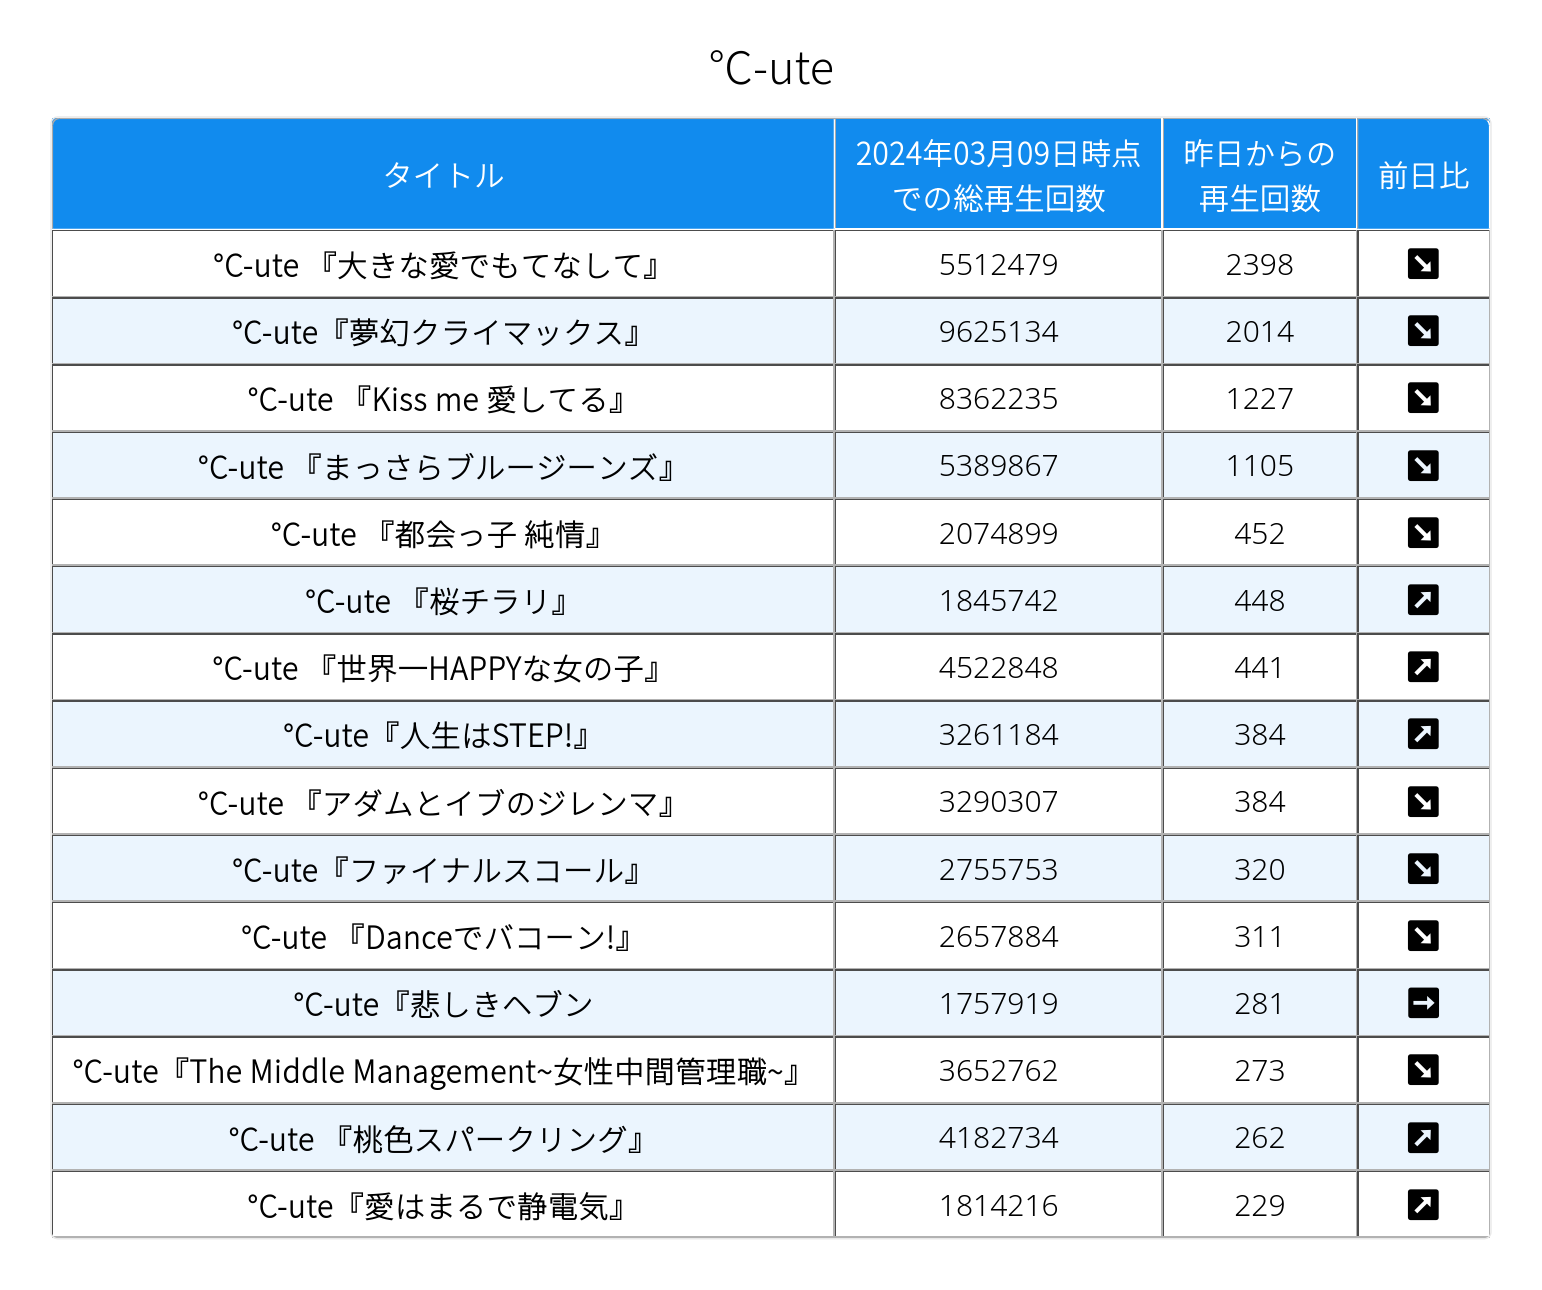 ℃-ute
タイトル
2024年03月09日時点
での総再生回数
昨日からの
再生回数
前日比
℃-ute 『大きな愛でもてなして』 5512479 2398
℃-ute『夢幻クライマックス』 9625134 2014
℃-ute 『Kiss me 愛してる』 8362235 1227
℃-ute 『まっさらブルージーンズ』 5389867 1105
℃-ute 『都会っ子 純情』 2074899 452
℃-ute 『桜チラリ』 1845742 448
℃-ute 『世界一HAPPYな女の子』 4522848 441
℃-ute『人生はSTEP!』 3261184 384
℃-ute 『アダムとイブのジレンマ』 3290307 384
℃-ute『ファイナルスコール』 2755753 320
℃-ute 『Danceでバコーン!』 2657884 311
℃-ute『悲しきヘブン 1757919 281
℃-ute『The Middle Management~女性中間管理職~』 3652762 273
℃-ute 『桃色スパークリング』 4182734 262
℃-ute『愛はまるで静電気』 1814216 229